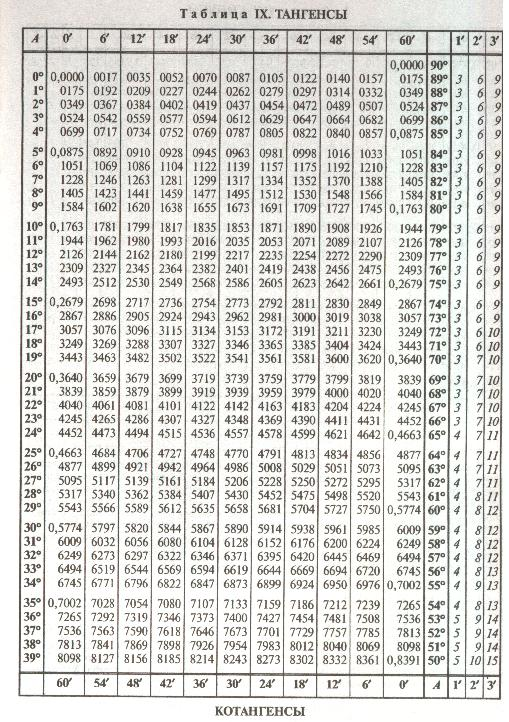 Таблица IX. ТАНГЕНСЫ
A 0′ 6′ 12′ 18′ 24′ 30′ 36′ 42′ 48′ 54′ 60′ 1′ 2′ 3′
0,0000 90°
0° 0,0000 0017 0035 0052 0070 0087 0105 0122 0140 0157 0175 89° 3 6 9
1° 0175 0192 0209 0227 0244 0262 0279 0297 0314 0332 0349 88° 3 6 9
2° 0349 0367 0384 0402 0419 0437 0454 0472 0489 0507 0524 87° 3 6 9
3° 0524 0542 0559 0577 0594 0612 0629 0647 0664 0682 0699 86° 3 6 9
4° 0699 0717 0734 0752 0769 0787 0805 0822 0840 0857 0,0875 85° 3 6 9
5° 0,0875 0892 0910 0928 0945 0963 0981 0998 1016 1033 1051 84° 3 6 9
6° 1051 1069 1086 1104 1122 1139 1157 1175 1192 1210 1228 83° 3 6 9
7° 1228 1246 1263 1281 1299 1317 1334 1352 1370 1388 1405 82° 3 6 9
8° 1405 1423 1441 1459 1477 1495 1512 1530 1548 1566 1584 81° 3 6 9
9° 1584 1602 1620 1638 1655 1673 1691 1709 1727 1745 0,1763 80° 3 6 9
10° 0,1763 1781 1799 1817 1835 1853 1871 1890 1908 1926 1944 79° 3 6 9
11° 1944 1962 1980 1993 2016 2035 2053 2071 2089 2107 2126 78° 3 6 9
12° 2126 2144 2162 2180 2199 2217 2235 2254 2272 2290 2309 77° 3 6 9
13° 2309 2327 2345 2364 2382 2401 2419 2438 2456 2475 2493 76° 3 6 9
14° 2493 2512 2530 2549 2568 2586 2605 2623 2642 2661 0,2679 75° 3 6 9
15° 0,2679 2698 2717 2736 2754 2773 2792 2811 2830 2849 2867 74° 3 6 9
16° 2867 2886 2905 2924 2943 2962 2981 3000 3019 3038 3057 73° 3 6 9
17° 3057 3076 3096 3115 3134 3153 3172 3191 3211 3230 3249 72° 3 6 10
18° 3249 3269 3288 3307 3327 3346 3365 3385 3404 3424 3443 71° 3 6 10
19° 3443 3463 3482 3502 3522 3541 3561 3581 3600 3620 0,3640 70° 3 7 10
20° 0,3640 3659 3679 3699 3719 3739 3759 3779 3799 3819 3839 69° 3 7 10
21° 3839 3859 3879 3899 3919 3939 3959 3979 4000 4020 4040 68° 3 7 10
22° 4040 4061 4081 4101 4122 4142 4163 4183 4204 4224 4245 67° 3 7 10
23° 4245 4265 4286 4307 4327 4348 4369 4390 4411 4431 4452 66° 3 7 10
24° 4452 4473 4494 4515 4536 4557 4578 4599 4621 4642 0,4663 65° 4 7 11
25° 0,4663 4684 4706 4727 4748 4770 4791 4813 4834 4856 4877 64° 4 7 11
26° 4877 4899 4921 4942 4964 4986 5008 5029 5051 5073 5095 63° 4 7 11
27° 5095 5117 5139 5161 5184 5206 5228 5250 5272 5295 5317 62° 4 7 11
28° 5317 5340 5362 5384 5407 5430 5452 5475 5498 5520 5543 61° 4 8 11
29° 5543 5566 5589 5612 5635 5658 5681 5704 5727 5750 0,5774 60° 4 8 12
30° 0,5774 5797 5820 5844 5867 5890 5914 5938 5961 5985 6009 59° 4 8 12
31° 6009 6032 6056 6080 6104 6128 6152 6176 6200 6224 6249 58° 4 8 12
32° 6249 6273 6297 6322 6346 6371 6395 6420 6445 6469 6494 57° 4 8 12
33° 6494 6519 6544 6569 6594 6619 6644 6669 6694 6720 6745 56° 4 8 13
34° 6745 6771 6796 6822 6847 6873 6899 6924 6950 6976 0,7002 55° 4 9 13
35° 0,7002 7028 7054 7080 7107 7133 7159 7186 7212 7239 7265 54° 4 8 13
36° 7265 7292 7319 7346 7373 7400 7427 7454 7481 7508 7536 53° 5 9 14
37° 7536 7563 7590 7618 7646 7673 7701 7729 7757 7785 7813 52° 5 9 14
38° 7813 7841 7869 7898 7926 7954 7983 8012 8040 8069 8098 51° 5 9 14
39° 8098 8127 8156 8185 8214 8243 8273 8302 8332 8361 0,8391 50° 5 10 15
60′ 54′ 48′ 42′ 36′ 30′ 24′ 18′ 12′ 6′ 0′ A 1′ 2′ 3′
КОТАНГЕНСЫ